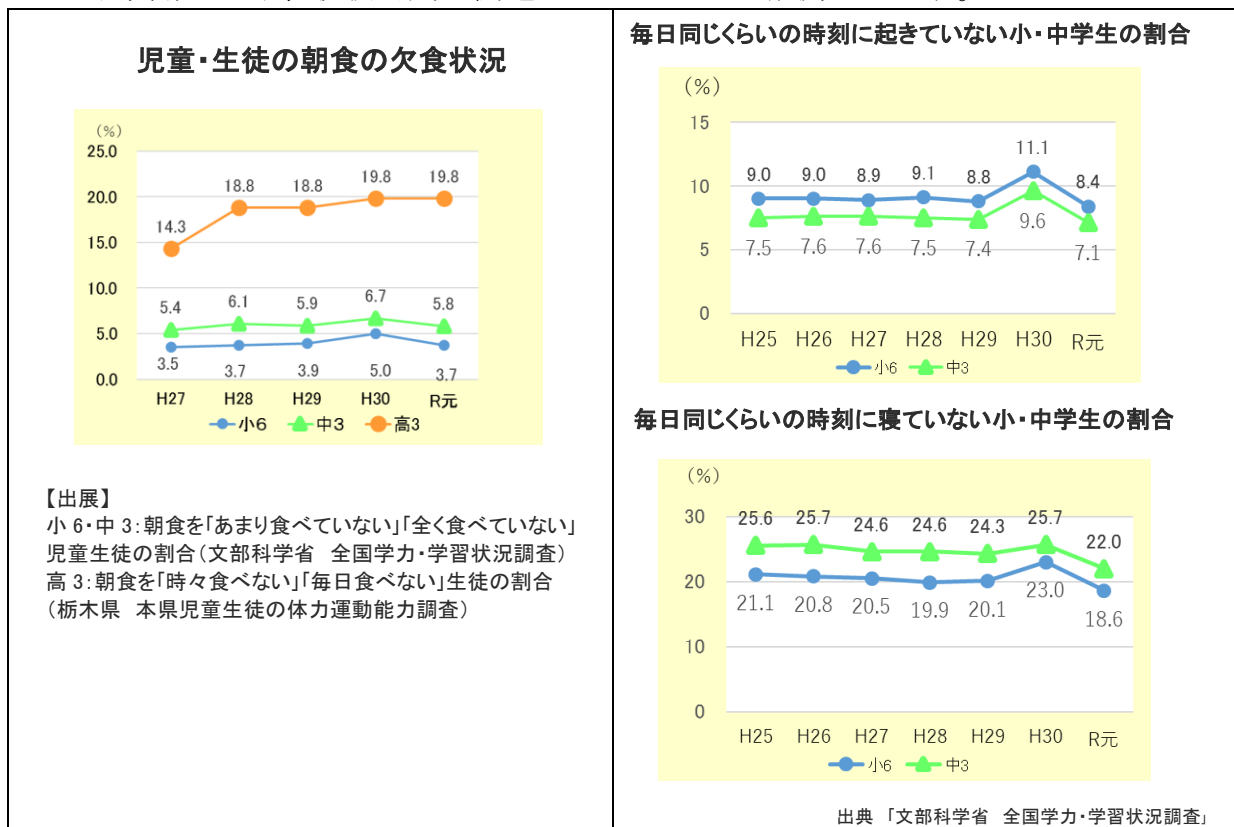 児童・生徒の朝食の欠食状況
(%)
25.0
20.0
15.0
10.0
5.0
0.0
14.3
18.8
18.8
19.8
19.8
5.4
6.1
5.9
6.7
5.8
3.5
3.7
3.9
5.0
3.7
H27
H28
H29
H30
R元
小6
中3
高3
【出展】
小6・中3:朝食を「あまり食べていない」「全く食べていない」
児童生徒の割合(文部科学省 全国学力・学習状況調査)
高3:朝食を「時々食べない」「毎日食べない」生徒の割合
(栃木県 本県児童生徒の体力運動能力調査)
毎日同じくらいの時刻に起きていない小・中学生の割合
(%)
15
10
5
0
9.0
9.0
8.9
9.1
8.8
11.1
8.4
7.5
7.6
7.6
7.5
7.4
9.6
7.1
H25
H26
H27
H28
H29
H30
R元
小6
中3
毎日同じくらいの時刻に寝ていない小・中学生の割合
(%)
30
20
10
0
25.6
25.7
24.6
24.6
24.3
25.7
22.0
21.1
20.8
20.5
19.9
20.1
23.0
18.6
H25
H26
H27
H28
H29
H30
R元
小6
中3
出典 「文部科学省 全国学力・学習状況調査」